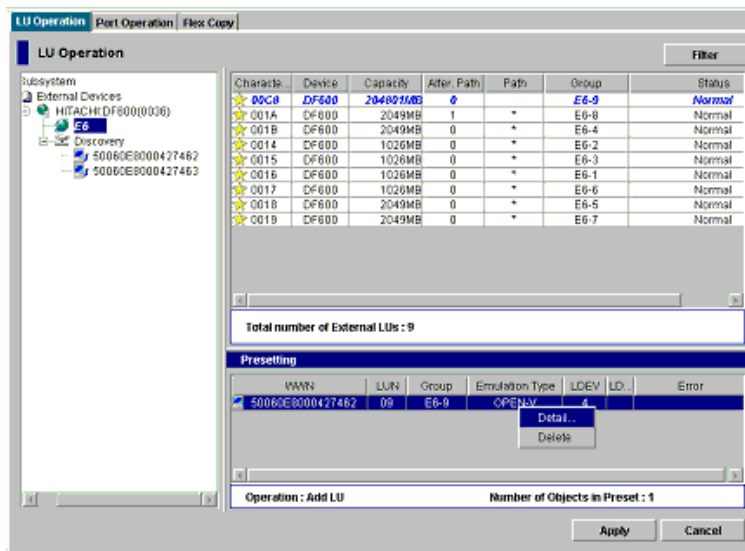 LU Operation Port Operation Flex Copy
LU Operation
Filter
Subsystem
External Devices
HITACHI:DF600(0036)
E6
Discovery
50060E8000427462
50060E8000427463
Characte... Device Capacity Alter. Path Path Group Status
00C8 DF600 204801MB 0 E6-9 Normal
001A DF600 2049MB 1 * E6-8 Normal
001B DF600 2049MB 0 * E6-4 Normal
0014 DF600 1026MB 0 * E6-2 Normal
0015 DF600 1026MB 0 * E6-3 Normal
0016 DF600 1026MB 0 * E6-1 Normal
0017 DF600 1026MB 0 * E6-6 Normal
0018 DF600 2049MB 0 * E6-5 Normal
0019 DF600 2049MB 0 * E6-7 Normal
Total number of External LUs : 9
Presetting
WWN LUN Group Emulation Type LDEV LD... Error
50060E8000427462 09 E6-9 OPEN-V 4
Detail...
Delete
Operation : Add LU Number of Objects in Preset : 1
Apply Cancel